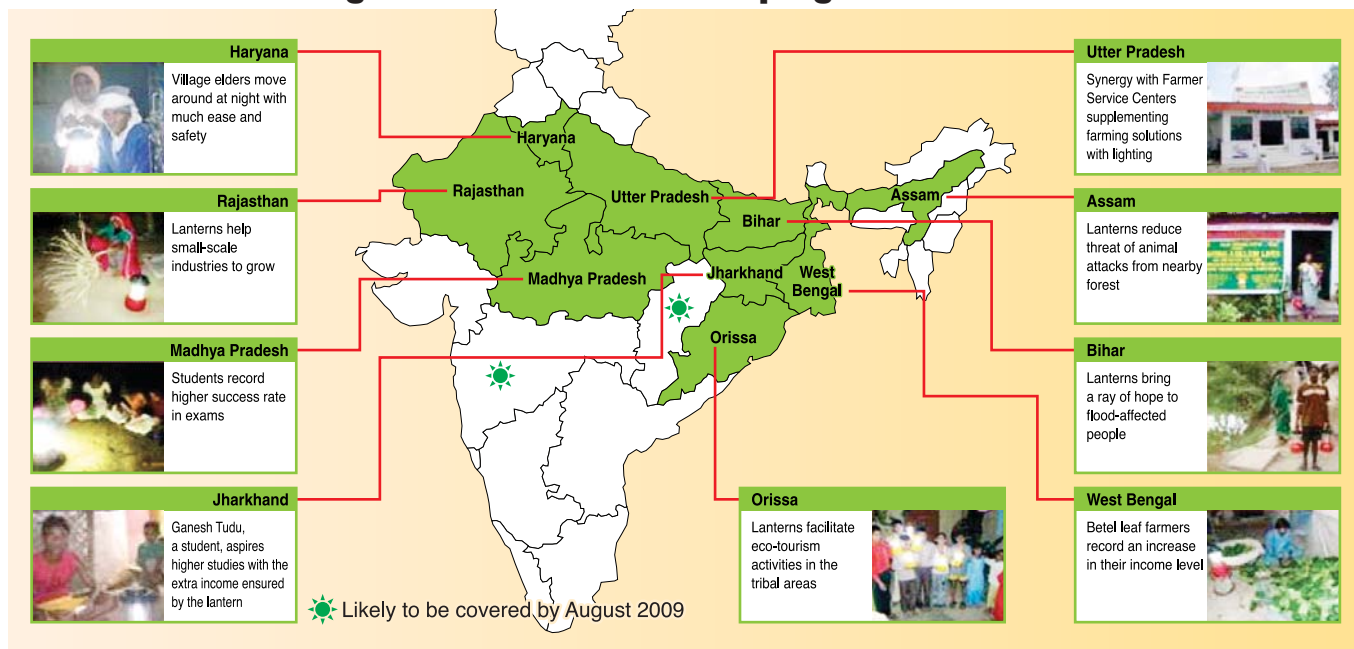 Haryana
Village elders move
around at night with
much ease and
safety
Rajasthan
Lanterns help
small-scale
industries to grow
Madhya Pradesh
Students record
higher success rate
in exams
Jharkhand
Ganesh Tudu,
a student, aspires
higher studies with the
extra income ensured
by the lantern
Haryana
Rajasthan
Utter Pradesh
Bihar
Assam
Madhya Pradesh
Jharkhand
West
Bengal
Orissa
Likely to be covered by August 2009
Orissa
Lanterns facilitate
eco-tourism
activities in the
tribal areas
Utter Pradesh
Synergy with Farmer
Service Centers
supplementing
farming solutions
with lighting
Assam
Lanterns reduce
threat of animal
attacks from nearby
forest
Bihar
Lanterns bring
a ray of hope to
flood-affected
people
West Bengal
Betel leaf farmers
record an increase
in their income level